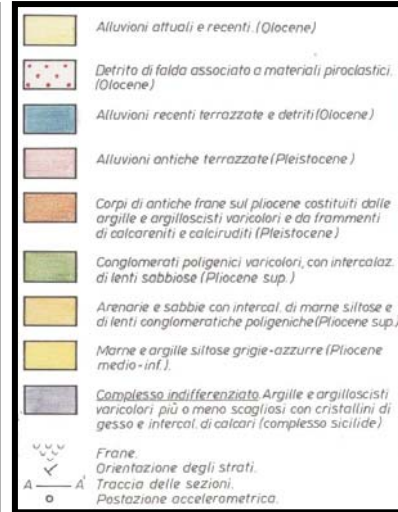 Alluvioni attuali e recenti.(Olocene)
Detrito di falda associato a materiali piroclastici.
(Olocene)
Alluvioni recenti terrazzate e detriti(Olocene)
Alluvioni antiche terrazzate(Pleistocene)
Corpi di antiche frane sul pliocene costituiti dalle
argille e argilloscisti varicolori e da frammenti
di calcareniti e calciruditi (Pleistocene)
Conglomerati poligenici varicolori, con intercalaz.
di lenti sabbiose (Pliocene sup.)
Arenarie e sabbie con intercal. di marne siltose e
di lenti conglomeratiche poligeniche(Pliocene sup.)
Marne e argille siltose grigie-azzurre (Pliocene
medio-inf.).
Complesso indifferenziato. Argille e argilloscisti
varicolori più o meno scagliosi con cristallini di
gesso e intercal. di calcari (complesso sicilide)
Frane.
Orientazione degli strati.
A A' Traccia delle sezioni.
Postazione accelerometrica.